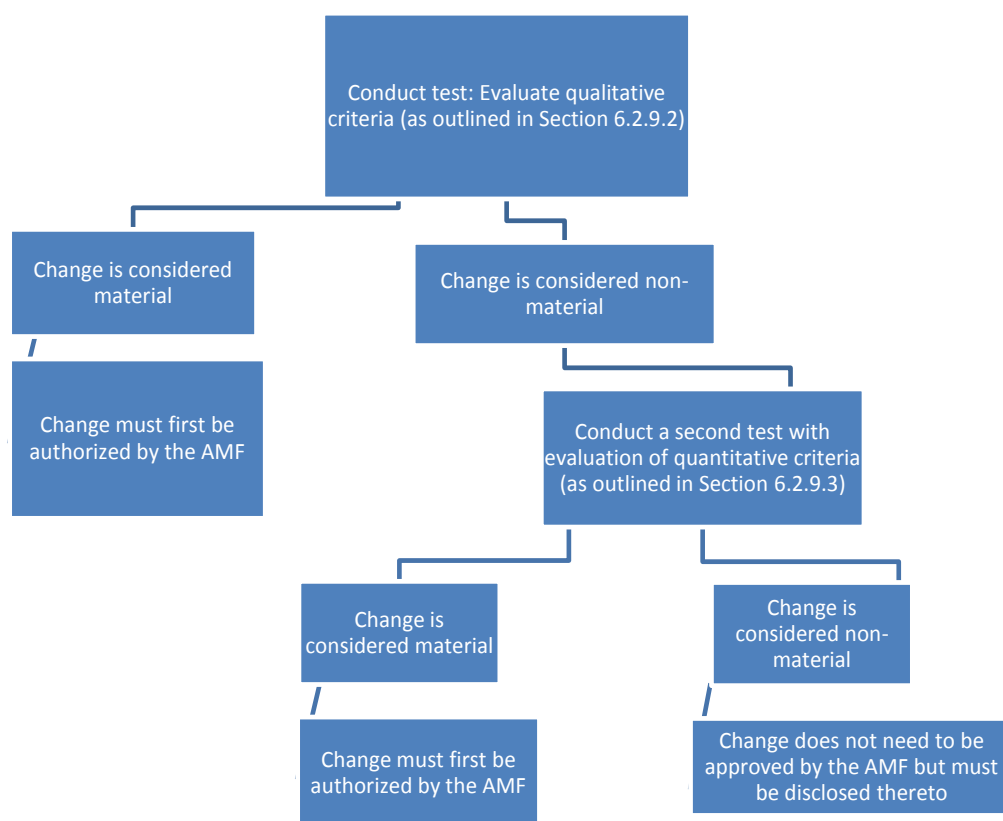 Conduct test: Evaluate qualitative
criteria (as outlined in Section 6.2.9.2)
Change is considered
material
Change is considered non-
material
Change must first be
authorized by the AMF
Conduct a second test with
evaluation of quantitative criteria
(as outlined in Section 6.2.9.3)
Change is
considered material
Change is
considered non-
material
Change must first be
authorized by the AMF
Change does not need to be
approved by the AMF but must
be disclosed thereto